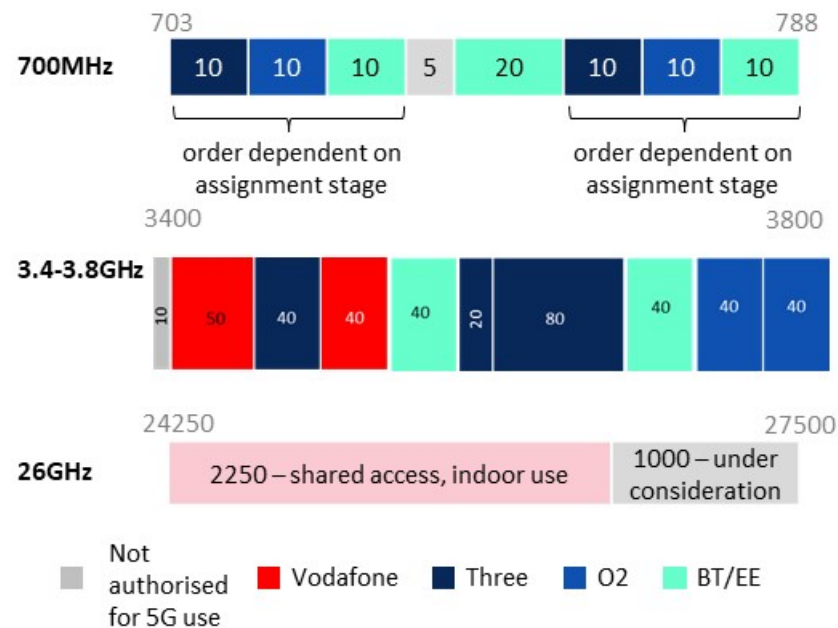 703 788
700MHz 10 10 10 5 20 10 10 10
order dependent on order dependent on
assignment stage assignment stage
3400 3800
3.4-3.8GHz
10 50 40 40 40 20 80 40 40 40
24250 27500
26GHz
2250 – shared access, indoor use
1000 – under
consideration
Not
authorised
for 5G use
Vodafone
Three
O2
BT/EE